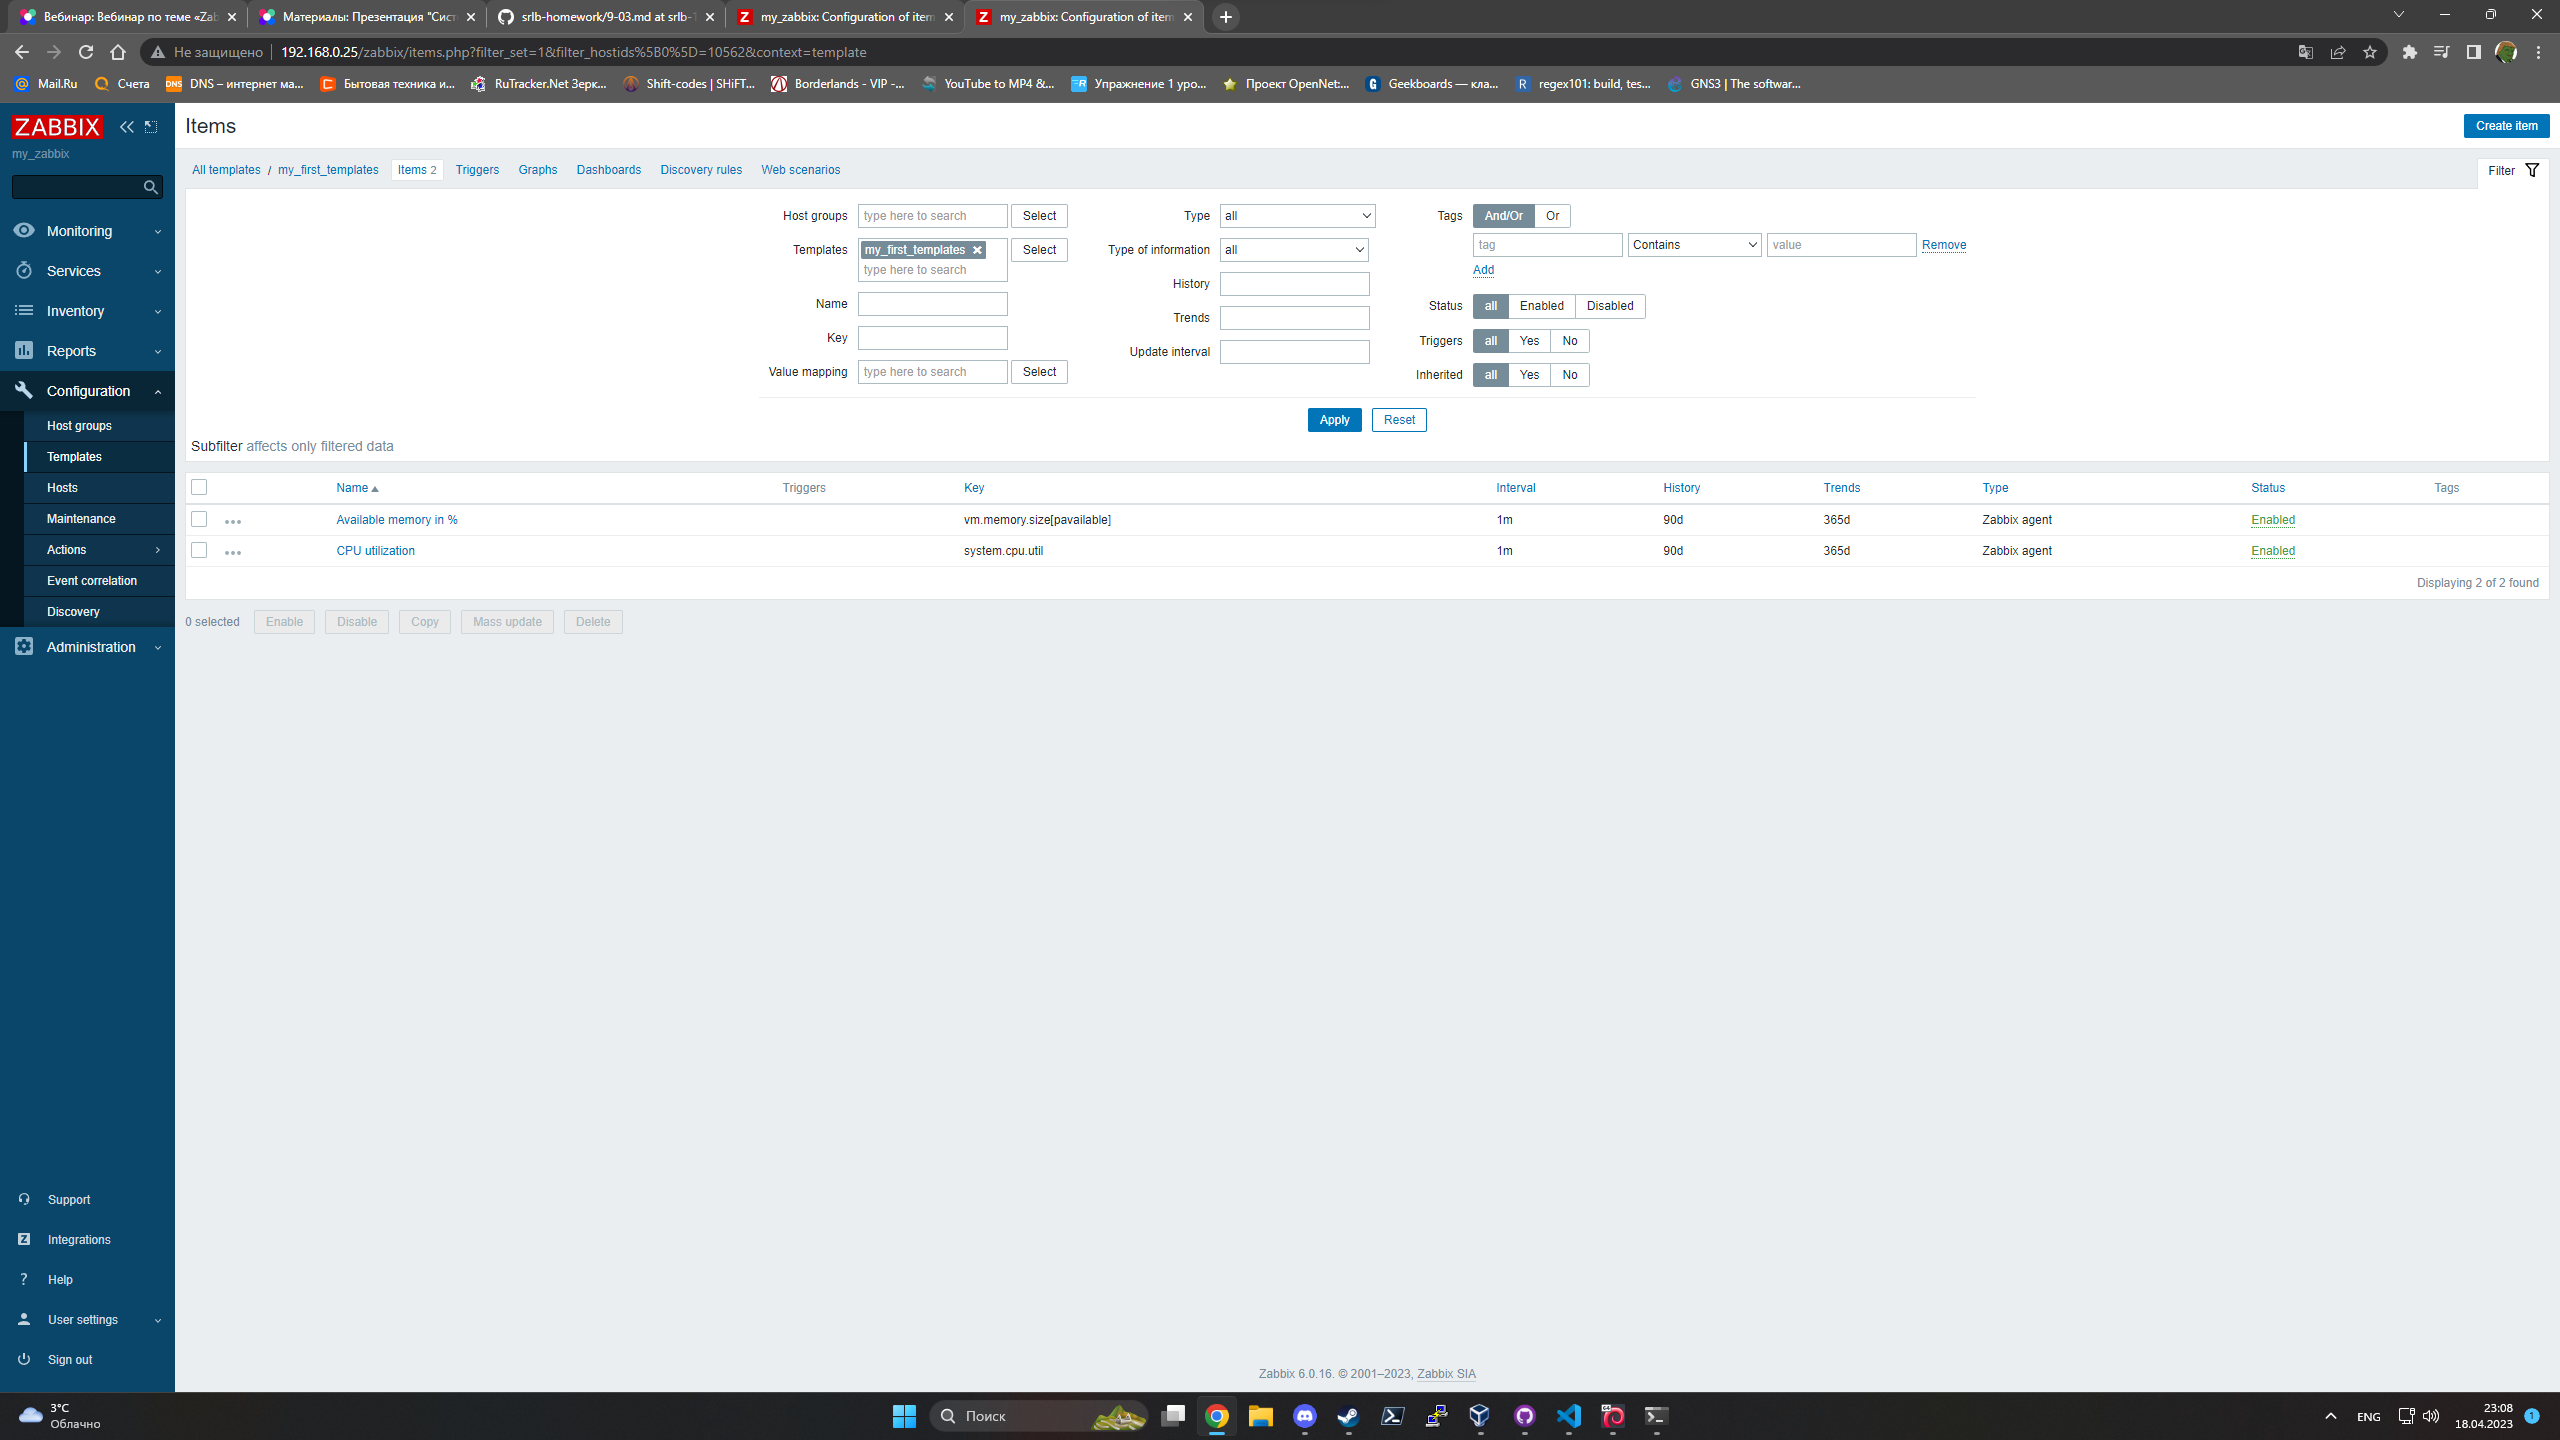 Вебинар: Вебинар по теме «Zab
Материалы: Презентация "Сист
srlb-homework/9-03.md at srlb-
my_zabbix: Configuration of item
my_zabbix: Configuration of item
Не защищено
192.168.0.25/zabbix/items.php?filter_set=1&filter_hostids%5B0%5D=10562&context=template
Mail.Ru
Счета
DNS – интернет ма...
Бытовая техника и...
RuTracker.Net Зерк...
Shift-codes | SHiFT...
Borderlands - VIP -...
YouTube to MP4 &...
Упражнение 1 уро...
Проект OpenNet:...
Geekboards — кла...
regex101: build, tes...
GNS3 | The softwar...
ZABBIX
my_zabbix
Monitoring
Services
Inventory
Reports
Configuration
Host groups
Templates
Hosts
Maintenance
Actions
Event correlation
Discovery
Administration
Support
Integrations
Help
User settings
Sign out
Items
Create item
All templates / my_first_templates Items 2 Triggers Graphs Dashboards Discovery rules Web scenarios
Filter
Host groups type here to search Select
Templates my_first_templates Select
type here to search
Name
Key
Value mapping type here to search Select
Type all
Type of information all
History
Trends
Update interval
Tags And/Or Or
tag Contains value Remove
Add
Status all Enabled Disabled
Triggers all Yes No
Inherited all Yes No
Apply Reset
Subfilter affects only filtered data
Name Triggers Key Interval History Trends Type Status Tags
Available memory in % vm.memory.size[pavailable] 1m 90d 365d Zabbix agent Enabled
CPU utilization system.cpu.util 1m 90d 365d Zabbix agent Enabled
Displaying 2 of 2 found
0 selected Enable Disable Copy Mass update Delete
Zabbix 6.0.16. © 2001–2023, Zabbix SIA
3°C
Облачно
Поиск
ENG
23:08
18.04.2023
1